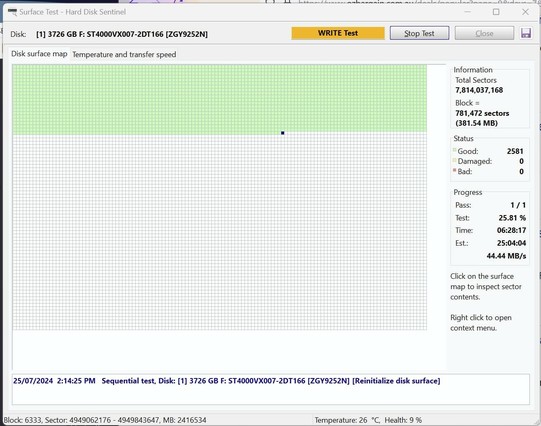 Surface Test - Hard Disk Sentinel
Disk: [1] 3726 GB F: ST4000VX007-2DT166 [ZGY9252N]
WRITE Test
Stop Test
Close
Disk surface map
Temperature and transfer speed
Information
Total Sectors
7,814,037,168
Block =
781,472 sectors
(381.54 MB)
Status
Good: 2581
Damaged: 0
Bad: 0
Progress
Pass: 1 / 1
Test: 25.81 %
Time: 06:28:17
Est.: 25:04:04
44.44 MB/s
Click on the surface
map to inspect sector
contents.
Right click to open
context menu.
25/07/2024 2:14:25 PM Sequential test, Disk: [1] 3726 GB F: ST4000VX007-2DT166 [ZGY9252N] [Reinitialize disk surface]
Block: 6333, Sector: 4949062176 - 4949843647, MB: 2416534
Temperature: 26 °C, Health: 9 %